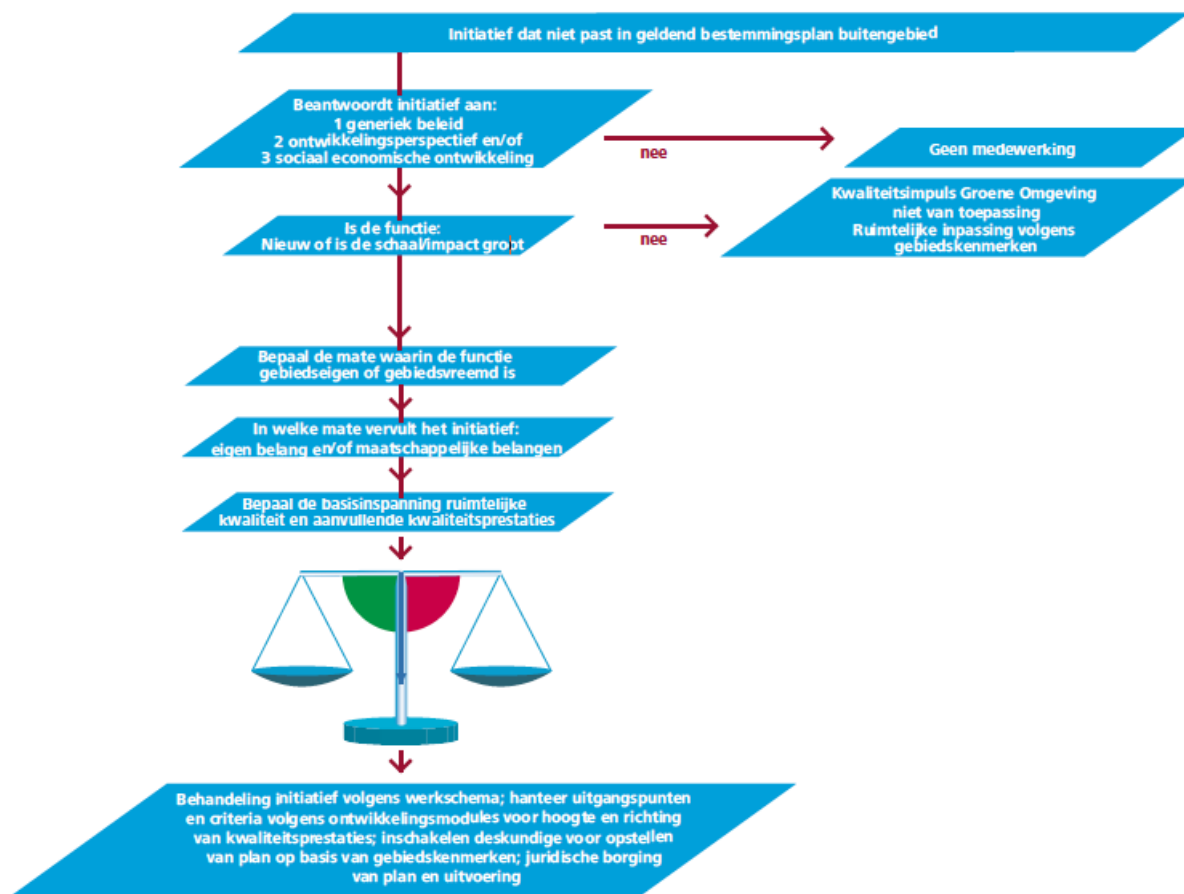 Initiatief dat niet past in geldend bestemmingsplan buitengebied
Beantwoordt initiatief aan:
1 generiek beleid
2 ontwikkelingsperspectief en/of
3 sociaal economische ontwikkeling
nee
Geen medewerking
Is de functie:
Nieuw of is de schaal/impact groot
nee
Kwaliteitsimpuls Groene Omgeving
niet van toepassing
Ruimtelijke inpassing volgens
gebiedskenmerken
Bepaal de mate waarin de functie
gebiedseigen of gebiedsvreemd is
In welke mate vervult het initiatief:
eigen belang en/of maatschappelijke belangen
Bepaal de basisinspanning ruimtelijke
kwaliteit en aanvullende kwaliteitsprestaties
Behandeling initiatief volgens werkschema; hanteer uitgangspunten
en criteria volgens ontwikkelingsmodules voor hoogte en richting
van kwaliteitsprestaties; inschakelen deskundige voor opstellen
van plan op basis van gebiedskenmerken; juridische borging
van plan en uitvoering